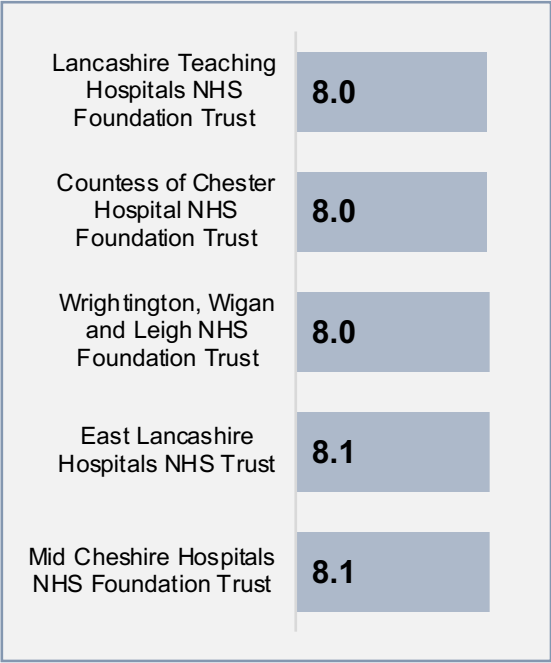 Lancashire Teaching
Hospitals NHS
Foundation Trust
8.0
Countess of Chester
Hospital NHS
Foundation Trust
8.0
Wrightington, Wigan
and Leigh NHS
Foundation Trust
8.0
East Lancashire
Hospitals NHS Trust
8.1
Mid Cheshire Hospitals
NHS Foundation Trust
8.1